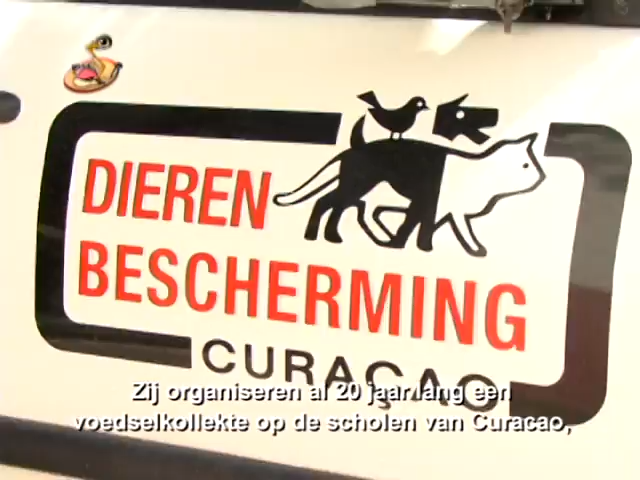 DIEREN
BESCHERMING
CURAÇAO
Zij organiseren al 20 jaar lang een
voedselkollekte op de scholen van Curacao,